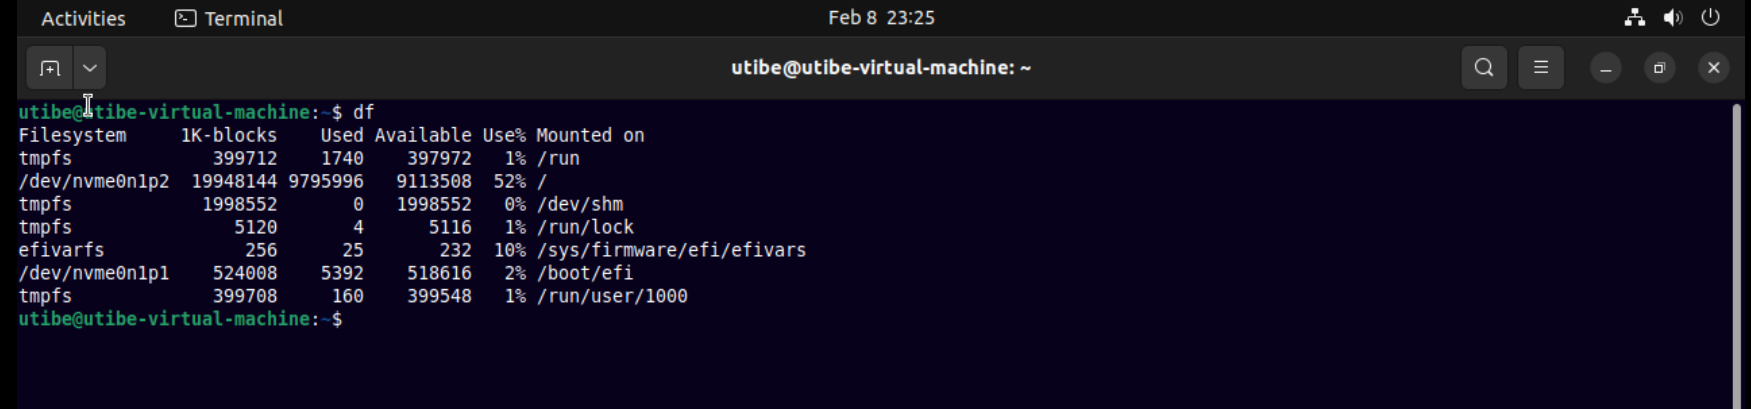 Activities Terminal Feb 8 23:25
utibe@utibe-virtual-machine: ~
utibe@utibe-virtual-machine:~$ df
Filesystem     1K-blocks    Used Available Use% Mounted on
tmpfs             399712    1740    397972   1% /run
/dev/nvme0n1p2  19948144 9795996   9113508  52% /
tmpfs            1998552       0   1998552   0% /dev/shm
tmpfs               5120       4      5116   1% /run/lock
efivarfs             256      25       232  10% /sys/firmware/efi/efivars
/dev/nvme0n1p1    524008    5392    518616   2% /boot/efi
tmpfs             399708     160    399548   1% /run/user/1000
utibe@utibe-virtual-machine:~$